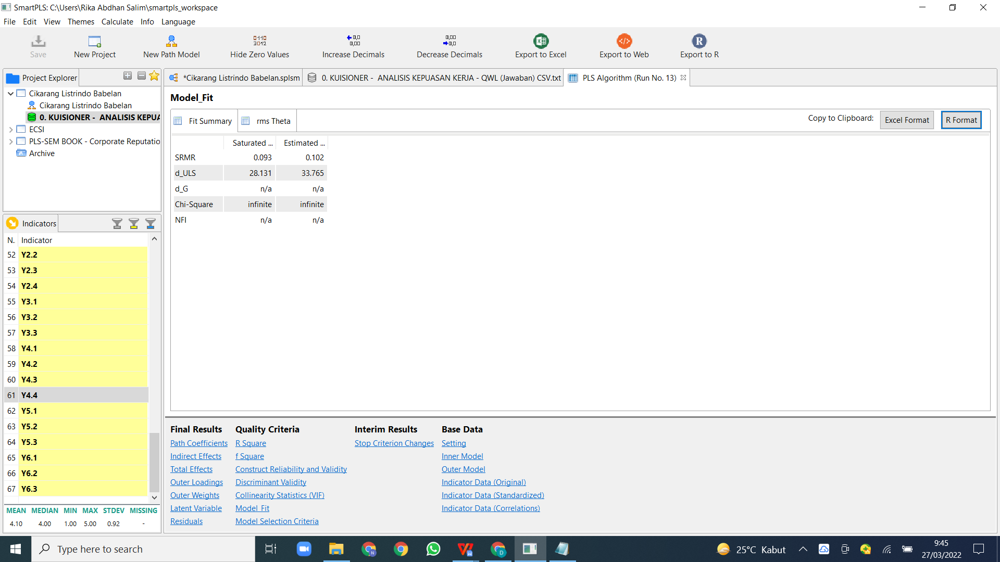 SmartPLS: C:\Users\Rika Abdhan Salim\smartpls_workspace
File Edit View Themes Calculate Info Language
Save New Project New Path Model Hide Zero Values Increase Decimals Decrease Decimals Export to Excel Export to Web Export to R
Project Explorer
Cikarang Listrindo Babelan
Cikarang Listrindo Babelan
0. KUISIONER - ANALISIS KEPUA
ECSI
PLS-SEM BOOK - Corporate Reputatio
Archive
Indicators
N. Indicator
52 Y2.2
53 Y2.3
54 Y2.4
55 Y3.1
56 Y3.2
57 Y3.3
58 Y4.1
59 Y4.2
60 Y4.3
61 Y4.4
62 Y5.1
63 Y5.2
64 Y5.3
65 Y6.1
66 Y6.2
67 Y6.3
MEAN MEDIAN MIN MAX STDEV MISSING
4.10 4.00 1.00 5.00 0.92 -
*Cikarang Listrindo Babelan.splsm 0. KUISIONER - ANALISIS KEPUASAN KERJA - QWL (Jawaban) CSV.txt PLS Algorithm (Run No. 13)
Model_Fit
Fit Summary rms Theta
Copy to Clipboard: Excel Format R Format
Saturated ... Estimated ...
SRMR 0.093 0.102
d_ULS 28.131 33.765
d_G n/a n/a
Chi-Square infinite infinite
NFI n/a n/a
Final Results Quality Criteria Interim Results Base Data
Path Coefficients R Square Stop Criterion Changes Setting
Indirect Effects f Square Inner Model
Total Effects Construct Reliability and Validity Outer Model
Outer Loadings Discriminant Validity Indicator Data (Original)
Outer Weights Collinearity Statistics (VIF) Indicator Data (Standardized)
Latent Variable Model_Fit Indicator Data (Correlations)
Residuals Model Selection Criteria
Type here to search
25°C Kabut
9:45
27/03/2022